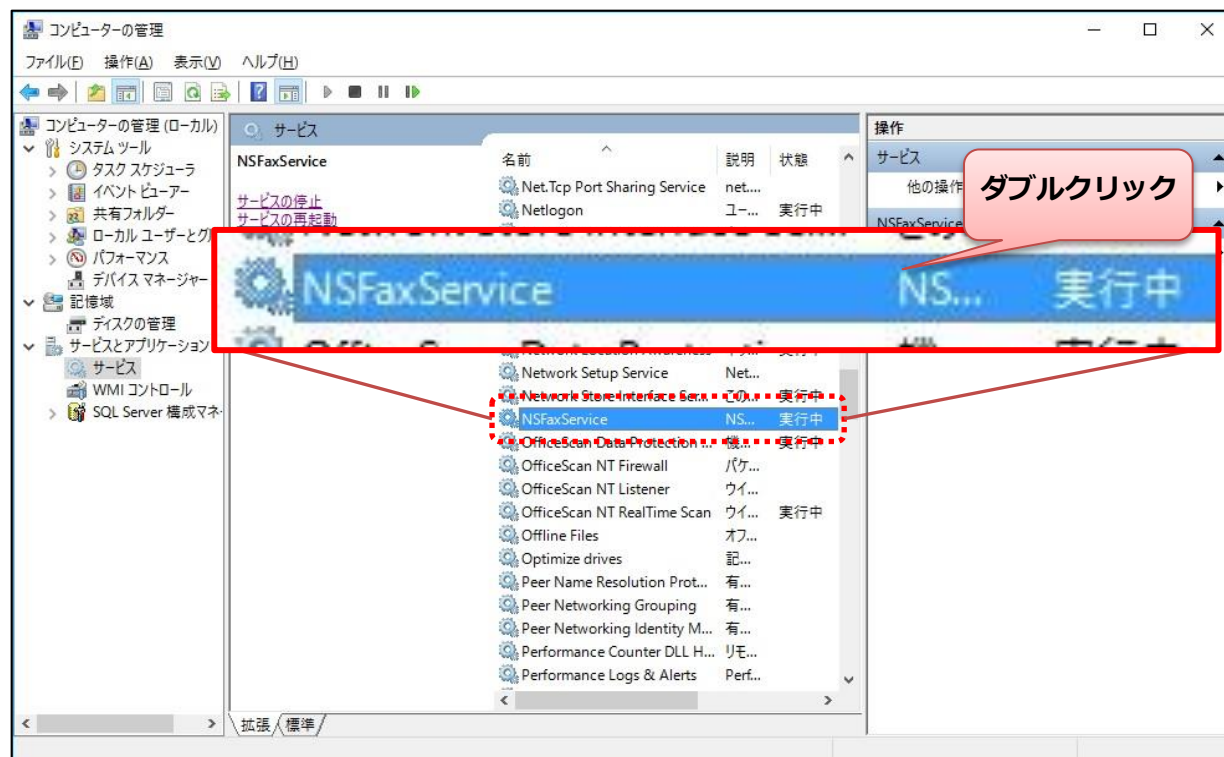 コンピューターの管理
ファイル(F) 操作(A) 表示(V) ヘルプ(H)
コンピューターの管理 (ローカル)
システム ツール
タスク スケジューラ
イベント ビューアー
共有フォルダー
ローカル ユーザーとグ
パフォーマンス
デバイス マネージャー
記憶域
ディスクの管理
サービスとアプリケーション
サービス
WMI コントロール
SQL Server 構成マネ
サービス
NSFaxService
サービスの停止
サービスの再起動
名前 説明 状態
Net.Tcp Port Sharing Service net....
Netlogon ユー... 実行中
NSFaxService NS... 実行中
Network Setup Service Net...
Network Store Interface Ser... この... 実行中
NSFaxService NS... 実行中
OfficeScan Data Protection ... 機... 実行中
OfficeScan NT Firewall パケ...
OfficeScan NT Listener ウイ...
OfficeScan NT RealTime Scan ウイ... 実行中
Offline Files オフ...
Optimize drives 記...
Peer Name Resolution Prot... 有...
Peer Networking Grouping 有...
Peer Networking Identity M... 有...
Performance Counter DLL H... リモ...
Performance Logs & Alerts Perf...
拡張 標準
操作
サービス
他の操作
NSFaxService
ダブルクリック